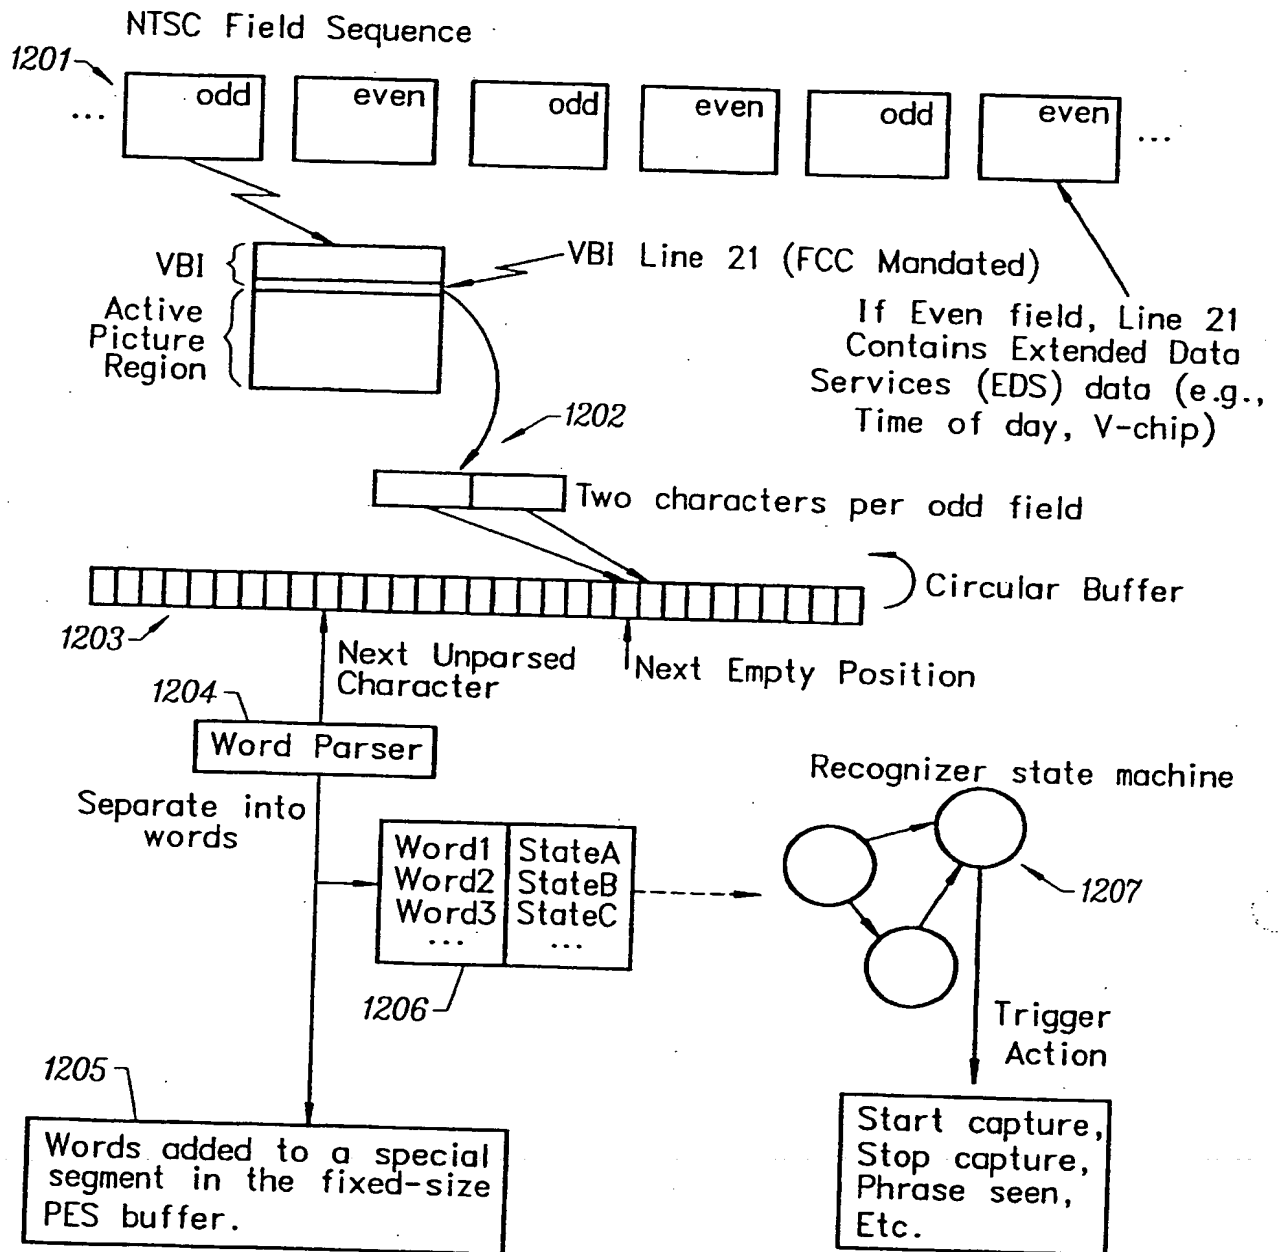 NTSC Field Sequence
1201
... odd even odd even odd even ...
VBI
VBI Line 21 (FCC Mandated)
Active
Picture
Region
If Even field, Line 21
Contains Extended Data
Services (EDS) data (e.g.,
Time of day, V-chip)
1202
Two characters per odd field
Circular Buffer
1203
Next Unparsed
Character
Next Empty Position
1204
Word Parser
Separate into
words
Recognizer state machine
Word1 StateA
Word2 StateB
Word3 StateC
... ...
1206
1207
Trigger
Action
1205
Words added to a special
segment in the fixed-size
PES buffer.
Start capture,
Stop capture,
Phrase seen,
Etc.